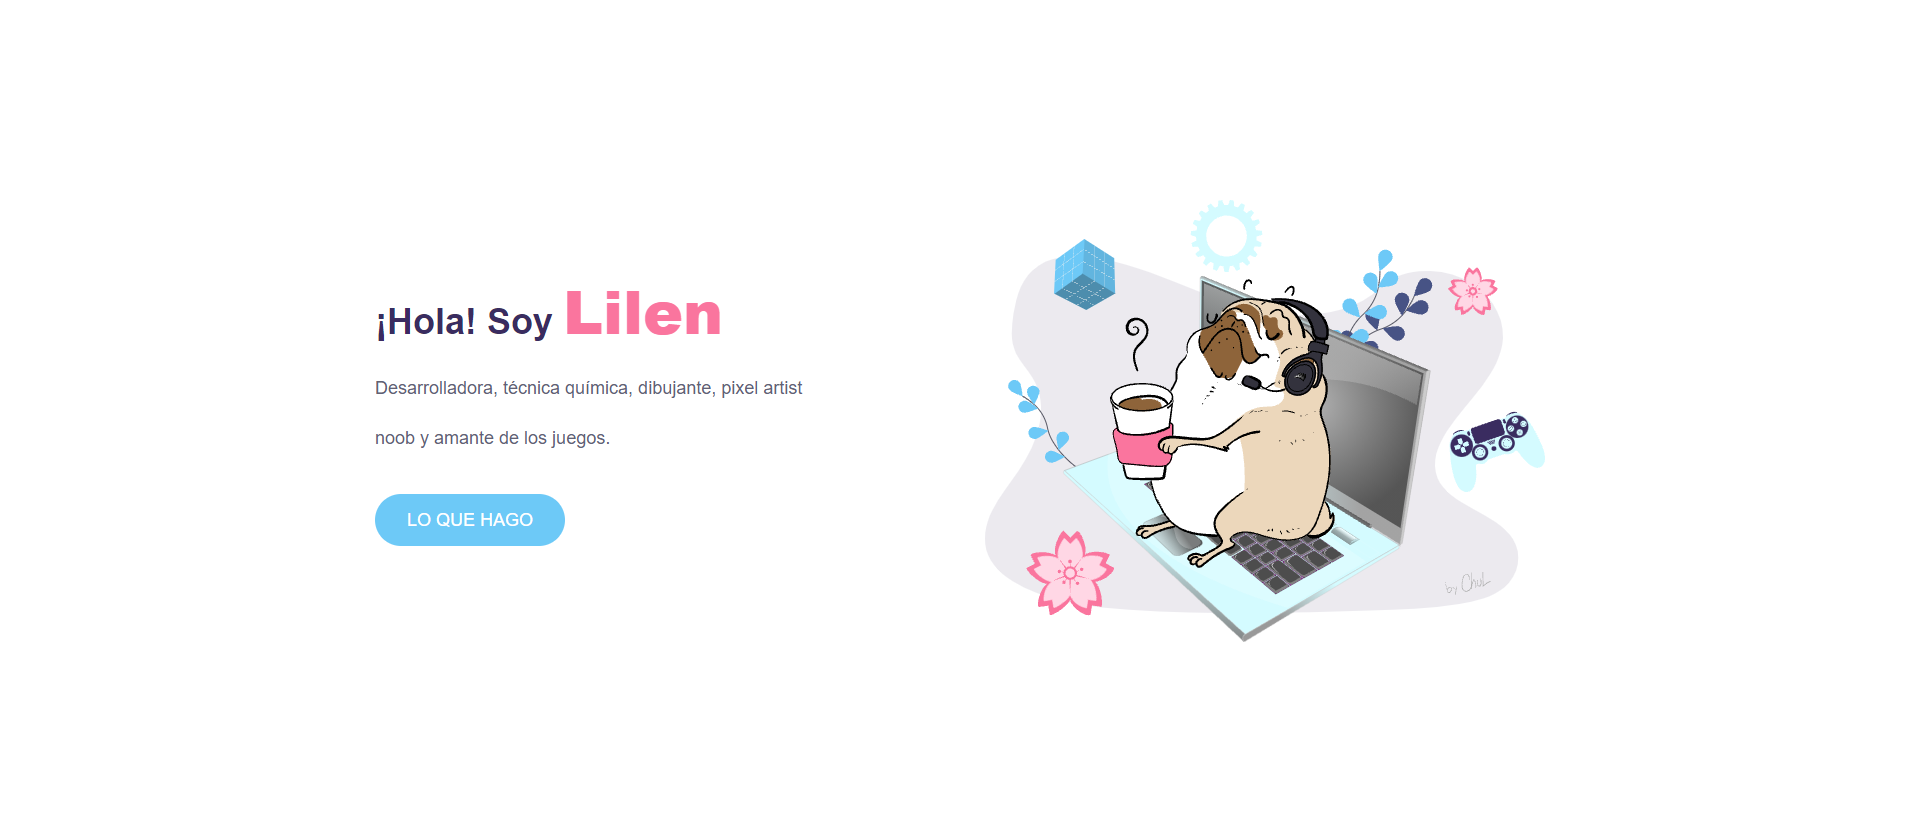 ¡Hola! Soy Lilen
Desarrolladora, técnica química, dibujante, pixel artist
noob y amante de los juegos.
LO QUE HAGO
by Chul